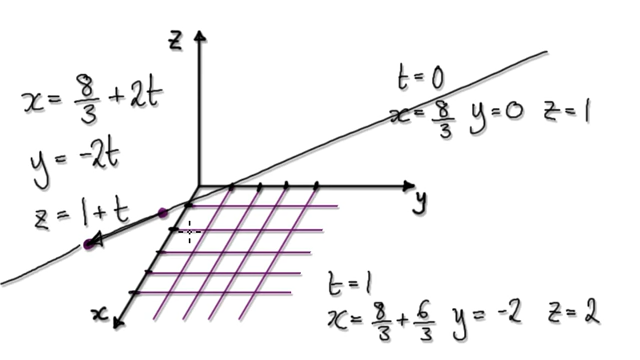 z
x = 8/3 + 2t
y = -2t
z = 1 + t
t = 0
x = 8/3 y = 0 z = 1
y
x
t = 1
x = 8/3 + 6/3 y = -2 z = 2